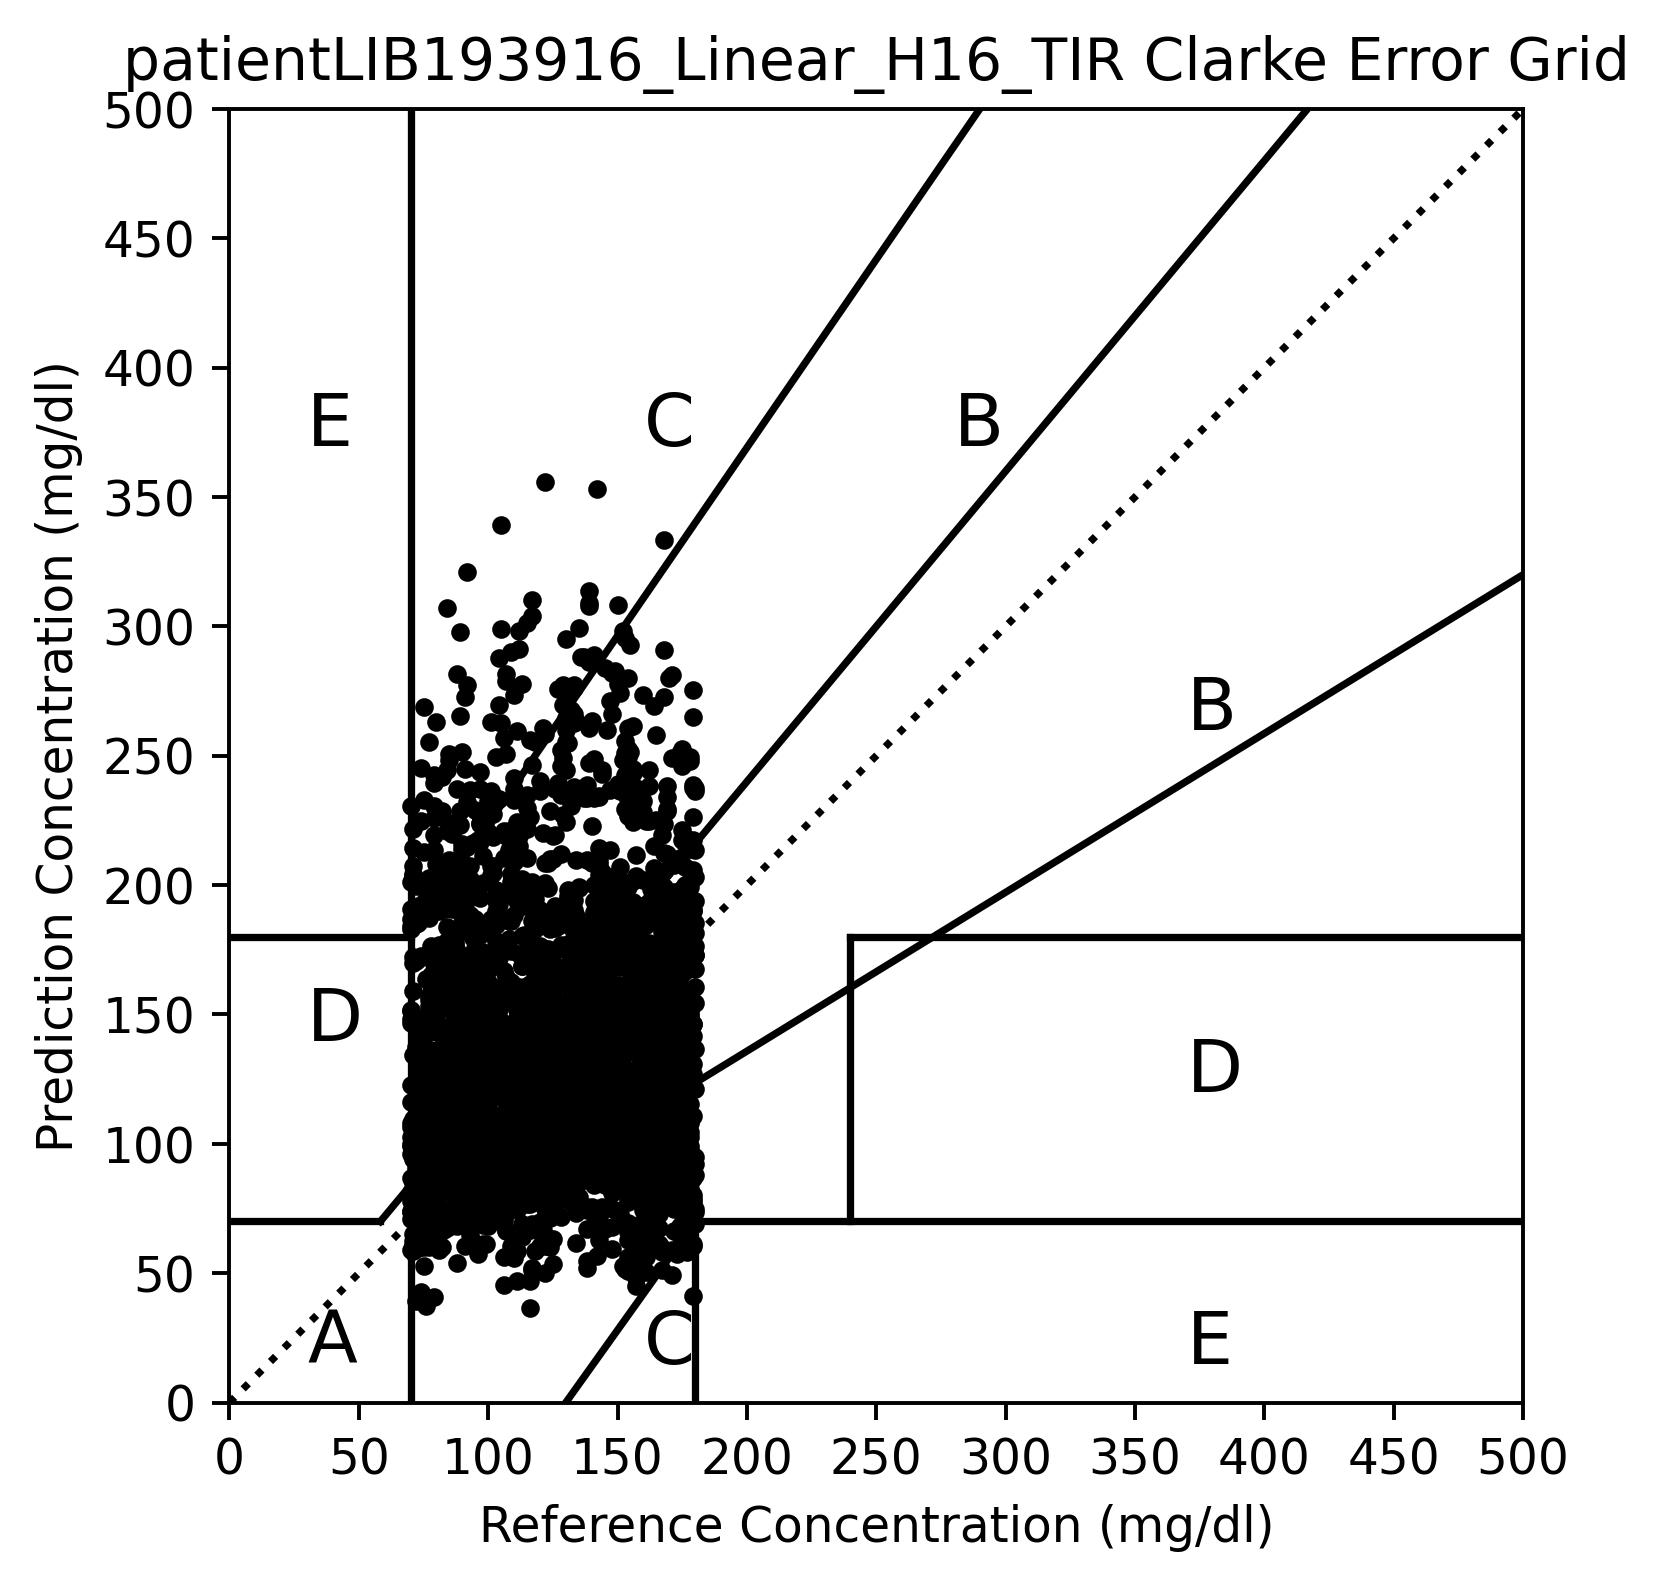 patientLIB193916_Linear_H16_TIR Clarke Error Grid
500
450
400
350
300
250
200
150
100
50
0
Prediction Concentration (mg/dl)
E
C
B
B
D
D
A
C
E
0 50 100 150 200 250 300 350 400 450 500
Reference Concentration (mg/dl)